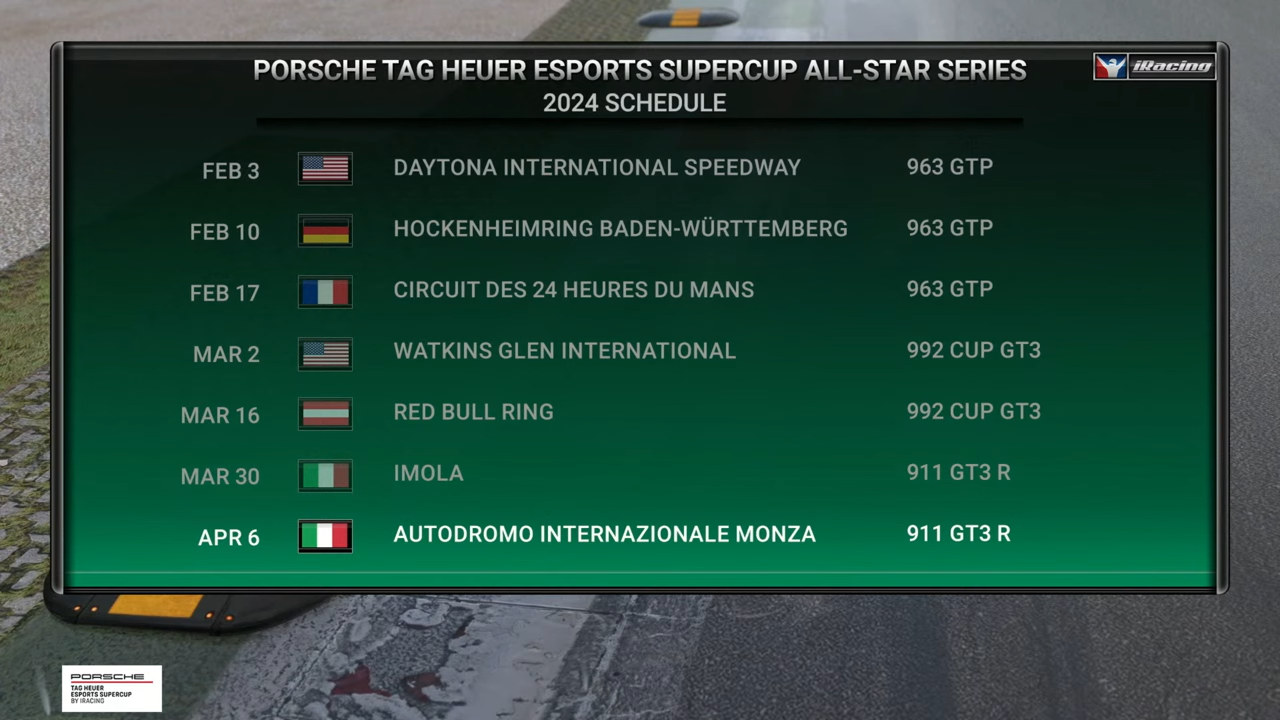 PORSCHE TAG HEUER ESPORTS SUPERCUP ALL-STAR SERIES
iRacing
2024 SCHEDULE
FEB 3 DAYTONA INTERNATIONAL SPEEDWAY 963 GTP
FEB 10 HOCKENHEIMRING BADEN-WÜRTTEMBERG 963 GTP
FEB 17 CIRCUIT DES 24 HEURES DU MANS 963 GTP
MAR 2 WATKINS GLEN INTERNATIONAL 992 CUP GT3
MAR 16 RED BULL RING 992 CUP GT3
MAR 30 IMOLA 911 GT3 R
APR 6 AUTODROMO INTERNAZIONALE MONZA 911 GT3 R
PORSCHE
TAG HEUER
ESPORTS SUPERCUP
BY IRACING